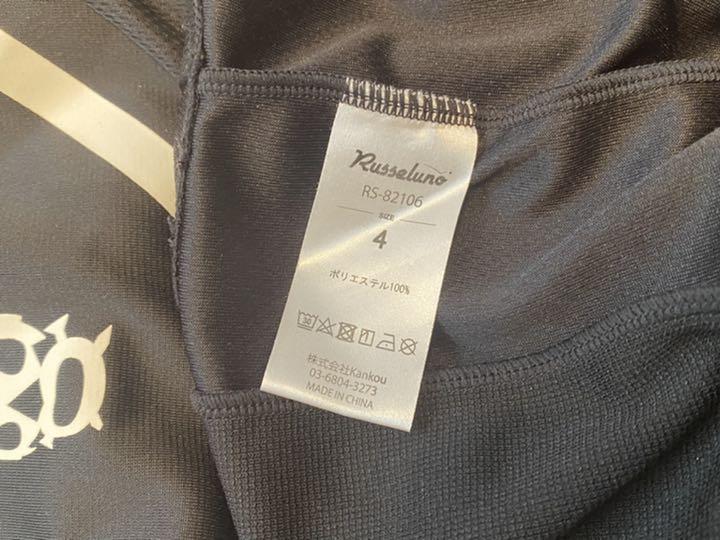 Russeluno
RS-82106
SIZE
4
ポリエステル100%
30
株式会社Kankou
03-6804-3273
MADE IN CHINA